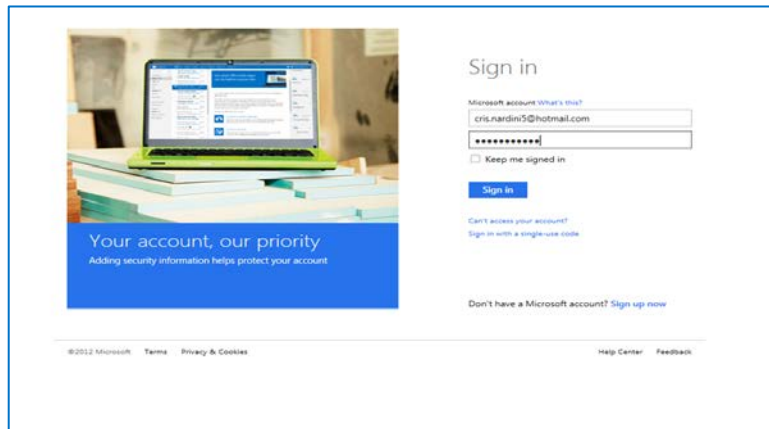 Sign in
Microsoft account What's this?
cris.nardini5@hotmail.com
●●●●●●●●●●●
Keep me signed in
Sign in
Can't access your account?
Sign in with a single-use code
Your account, our priority
Adding security information helps protect your account
Don't have a Microsoft account? Sign up now
©2012 Microsoft Terms Privacy & Cookies Help Center Feedback